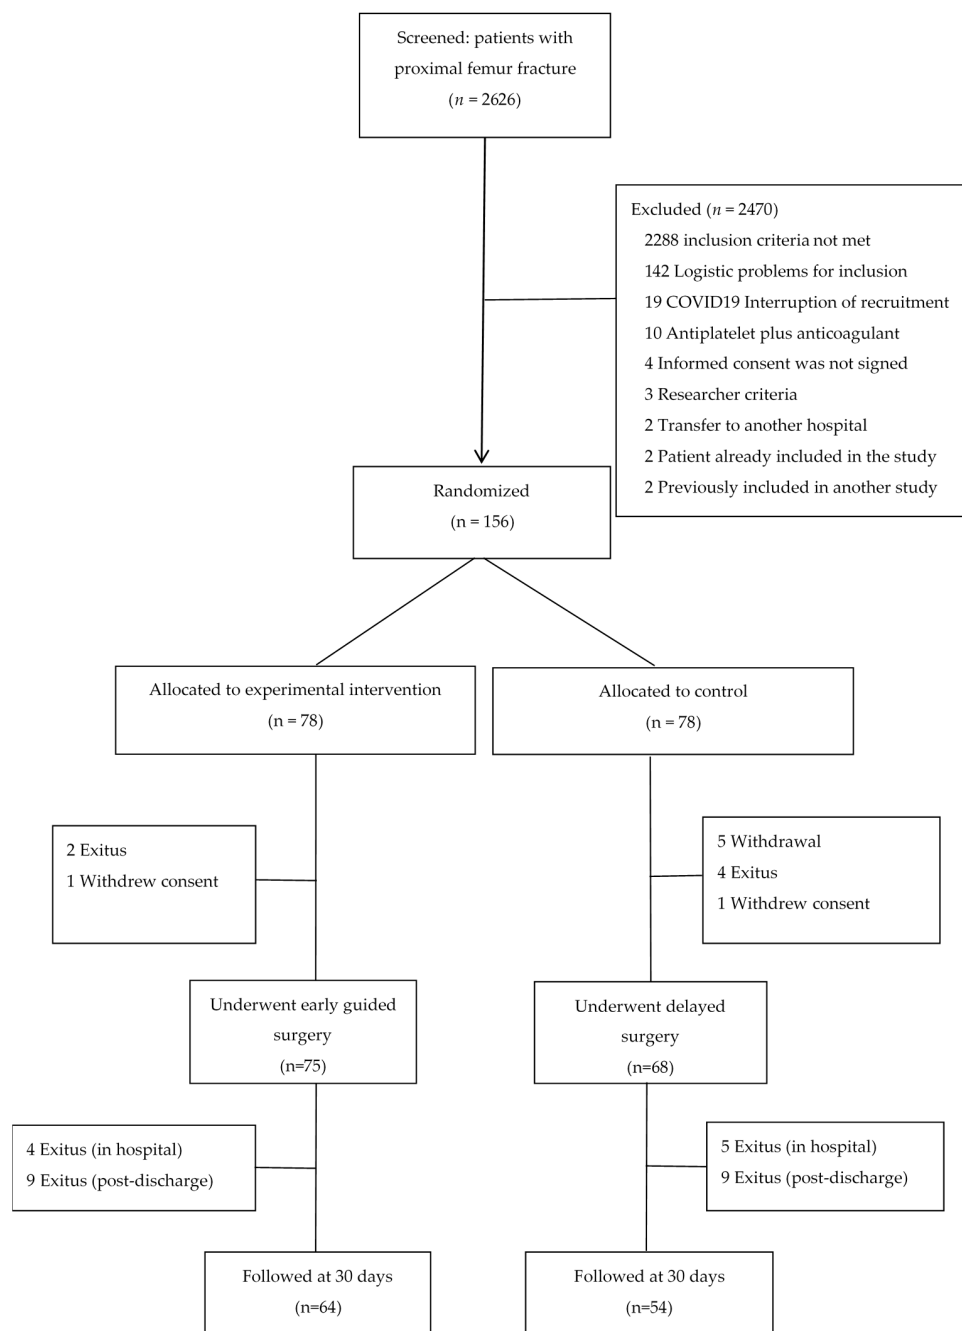 Screened: patients with
proximal femur fracture
(n = 2626)
Excluded (n = 2470)
2288 inclusion criteria not met
142 Logistic problems for inclusion
19 COVID19 Interruption of recruitment
10 Antiplatelet plus anticoagulant
4 Informed consent was not signed
3 Researcher criteria
2 Transfer to another hospital
2 Patient already included in the study
2 Previously included in another study
Randomized
(n = 156)
Allocated to experimental intervention
(n = 78)
Allocated to control
(n = 78)
2 Exitus
1 Withdrew consent
5 Withdrawal
4 Exitus
1 Withdrew consent
Underwent early guided
surgery
(n=75)
Underwent delayed
surgery
(n=68)
4 Exitus (in hospital)
9 Exitus (post-discharge)
5 Exitus (in hospital)
9 Exitus (post-discharge)
Followed at 30 days
(n=64)
Followed at 30 days
(n=54)